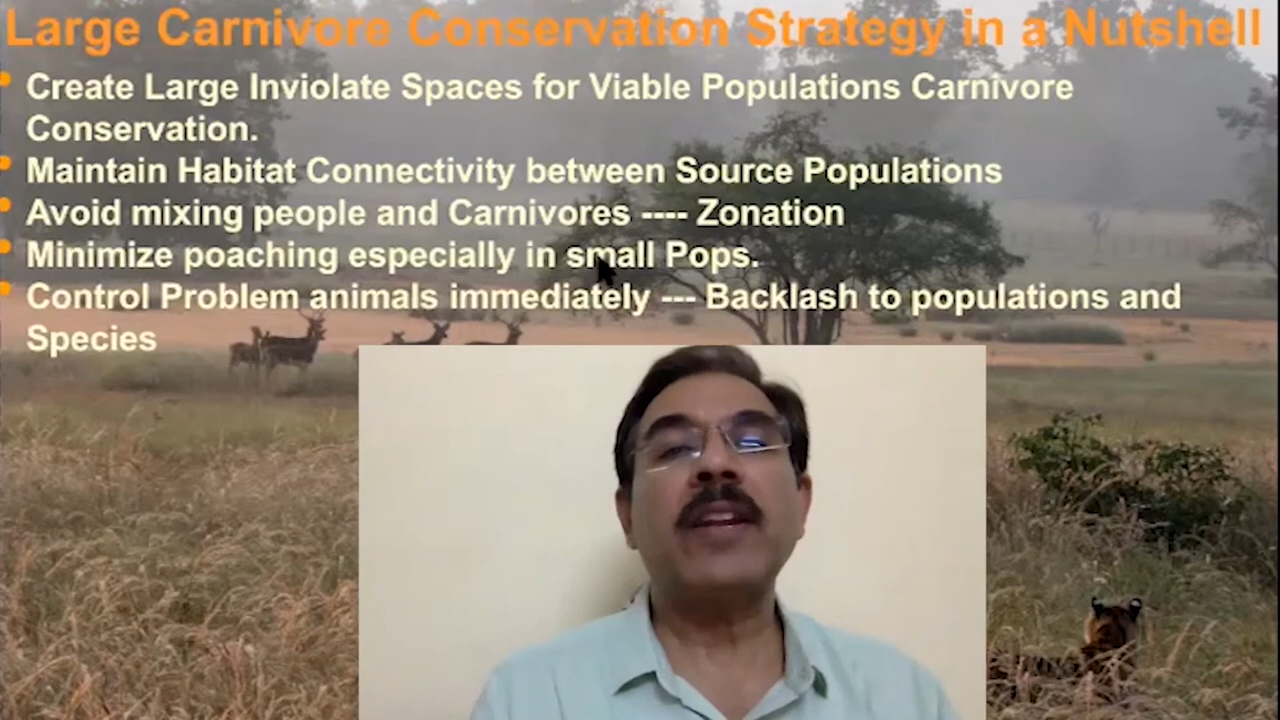 Large Carnivore Conservation Strategy in a Nutshell
• Create Large Inviolate Spaces for Viable Populations Carnivore
Conservation.
• Maintain Habitat Connectivity between Source Populations
• Avoid mixing people and Carnivores ---- Zonation
• Minimize poaching especially in small Pops.
• Control Problem animals immediately --- Backlash to populations and
Species